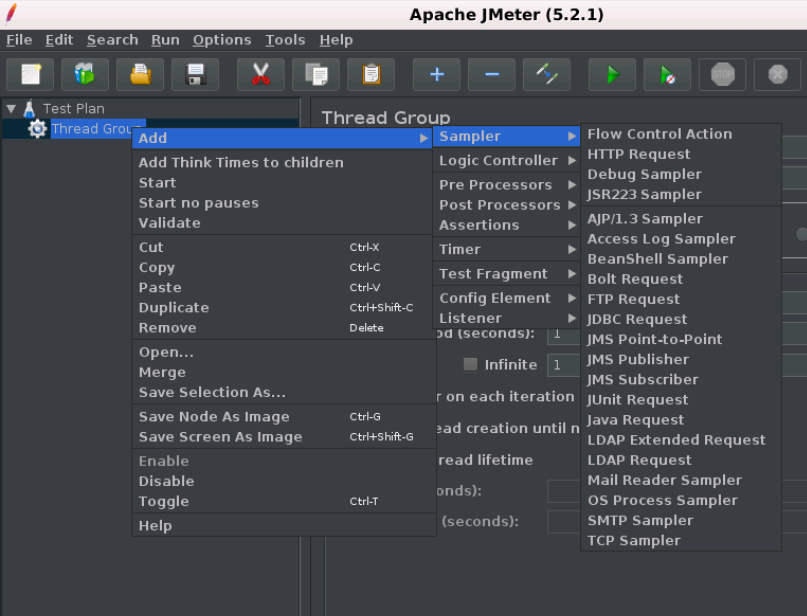 Apache JMeter (5.2.1)
File Edit Search Run Options Tools Help
STOP
Test Plan
Thread Grou
Thread Group
Add
Add Think Times to children
Start
Start no pauses
Validate
Cut Ctrl-X
Copy Ctrl-C
Paste Ctrl-V
Duplicate Ctrl+Shift-C
Remove Delete
Open...
Merge
Save Selection As...
Save Node As Image Ctrl-G
Save Screen As Image Ctrl+Shift-G
Enable
Disable
Toggle Ctrl-T
Help
Sampler
Logic Controller
Pre Processors
Post Processors
Assertions
Timer
Test Fragment
Config Element
Listener
Flow Control Action
HTTP Request
Debug Sampler
JSR223 Sampler
AJP/1.3 Sampler
Access Log Sampler
BeanShell Sampler
Bolt Request
FTP Request
JDBC Request
JMS Point-to-Point
JMS Publisher
JMS Subscriber
JUnit Request
Java Request
LDAP Extended Request
LDAP Request
Mail Reader Sampler
OS Process Sampler
SMTP Sampler
TCP Sampler
od (seconds): 1
Infinite 1
r on each iteration
ead creation until n
read lifetime
onds):
(seconds):